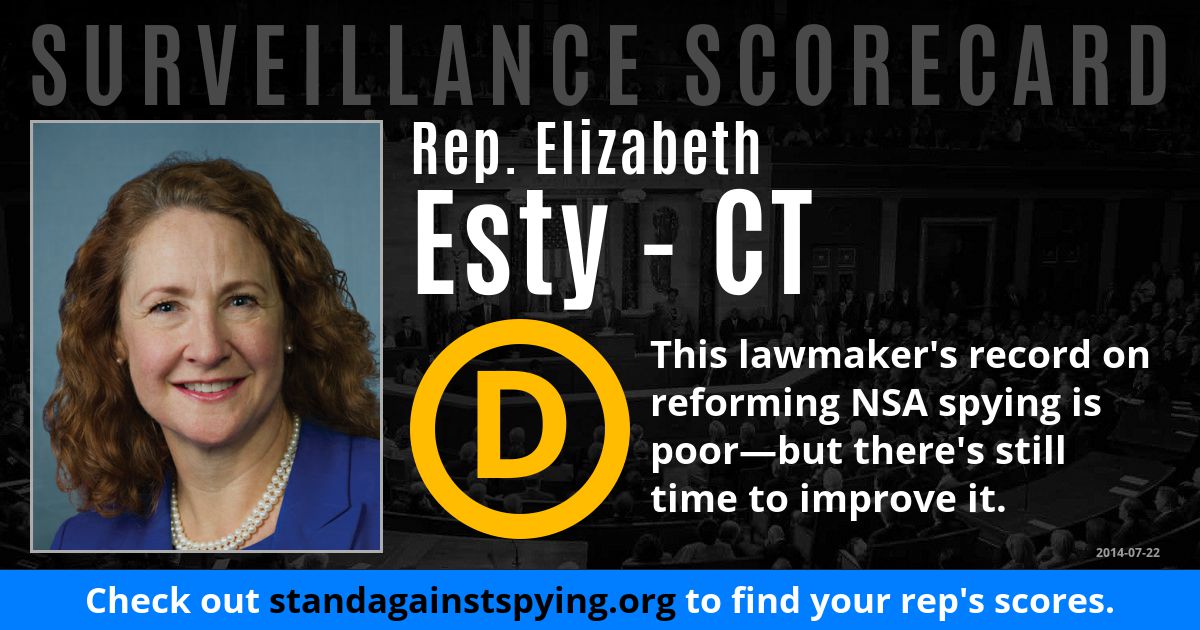 SURVEILLANCE SCORECARD
Rep. Elizabeth
Esty - CT
D
This lawmaker's record on
reforming NSA spying is
poor—but there's still
time to improve it.
2014-07-22
Check out standagainstspying.org to find your rep's scores.